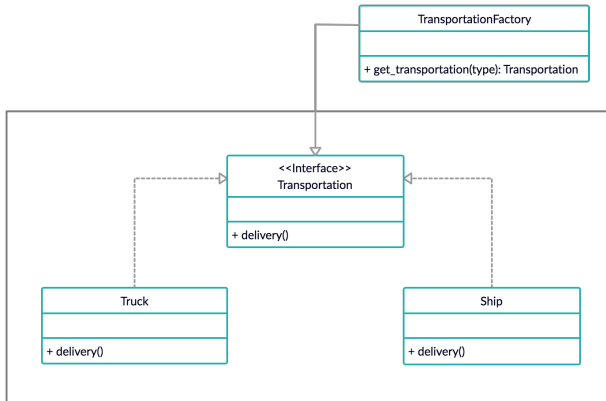 TransportationFactory
+ get_transportation(type): Transportation
<<Interface>>
Transportation
+ delivery()
Truck
+ delivery()
Ship
+ delivery()